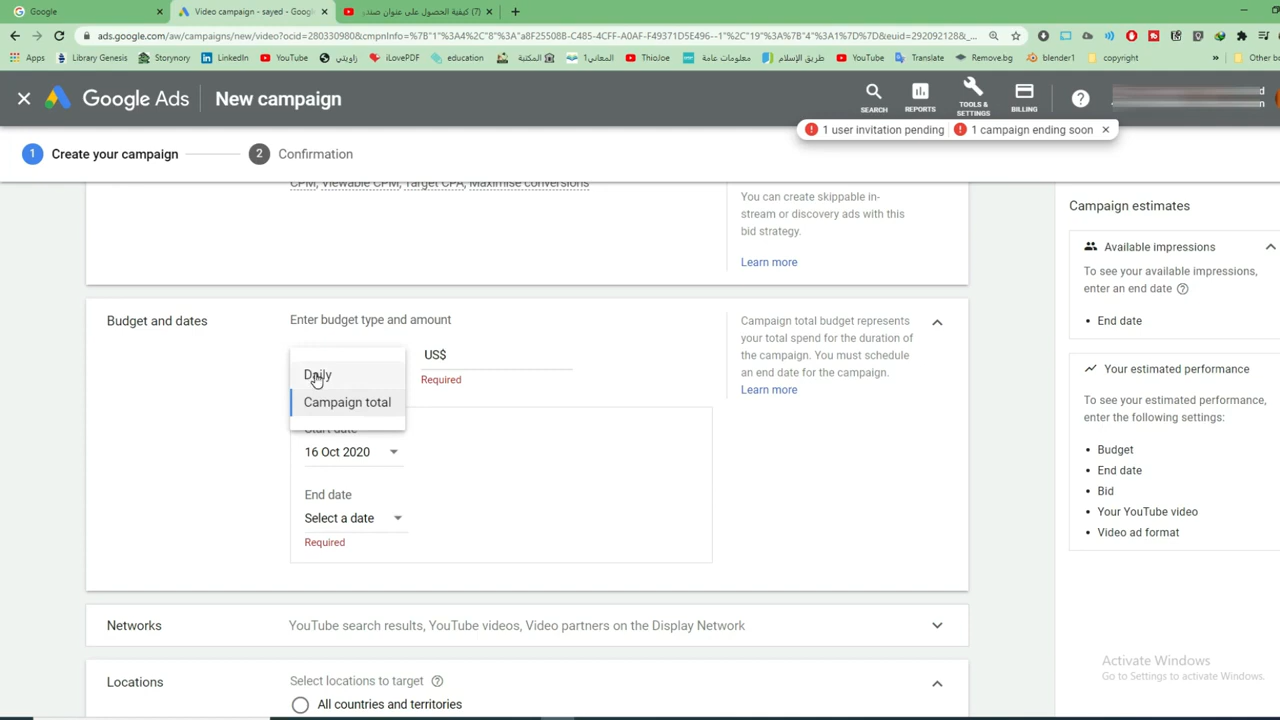 Google
Video campaign - sayed - Goog
(7) كيفية الحصول على عنوان صند
ads.google.com/aw/campaigns/new/video?ocid=280330980&cmpnInfo=%7B"1"%3A4%2C"8"%3A"a8F25508B-C485-4CFF-A0AF-F49371D5E496--1"%2C"19"%3A%7B"4"%3A1%7D%7D&euid=292092128&_...
Apps
Library Genesis
Storynory
LinkedIn
YouTube
زاويتي
iLovePDF
education
المكتبة
المعاني1
ThioJoe
معلومات عامة
طريق الإسلام
YouTube
Translate
Remove.bg
blender1
copyright
»
Other bo
Google Ads
New campaign
SEARCH
REPORTS
TOOLS &
SETTINGS
BILLING
1 user invitation pending
1 campaign ending soon
1 Create your campaign
2 Confirmation
CPM, Viewable CPM, Target CPA, Maximise conversions
You can create skippable in-
stream or discovery ads with this
bid strategy.
Learn more
Budget and dates
Enter budget type and amount
Daily
Campaign total
US$
Required
Campaign total budget represents
your total spend for the duration of
the campaign. You must schedule
an end date for the campaign.
Learn more
Start date
16 Oct 2020
End date
Select a date
Required
Networks
YouTube search results, YouTube videos, Video partners on the Display Network
Locations
Select locations to target
All countries and territories
Campaign estimates
Available impressions
To see your available impressions,
enter an end date
• End date
Your estimated performance
To see your estimated performance,
enter the following settings:
• Budget
• End date
• Bid
• Your YouTube video
• Video ad format
Activate Windows
Go to Settings to activate Windows.